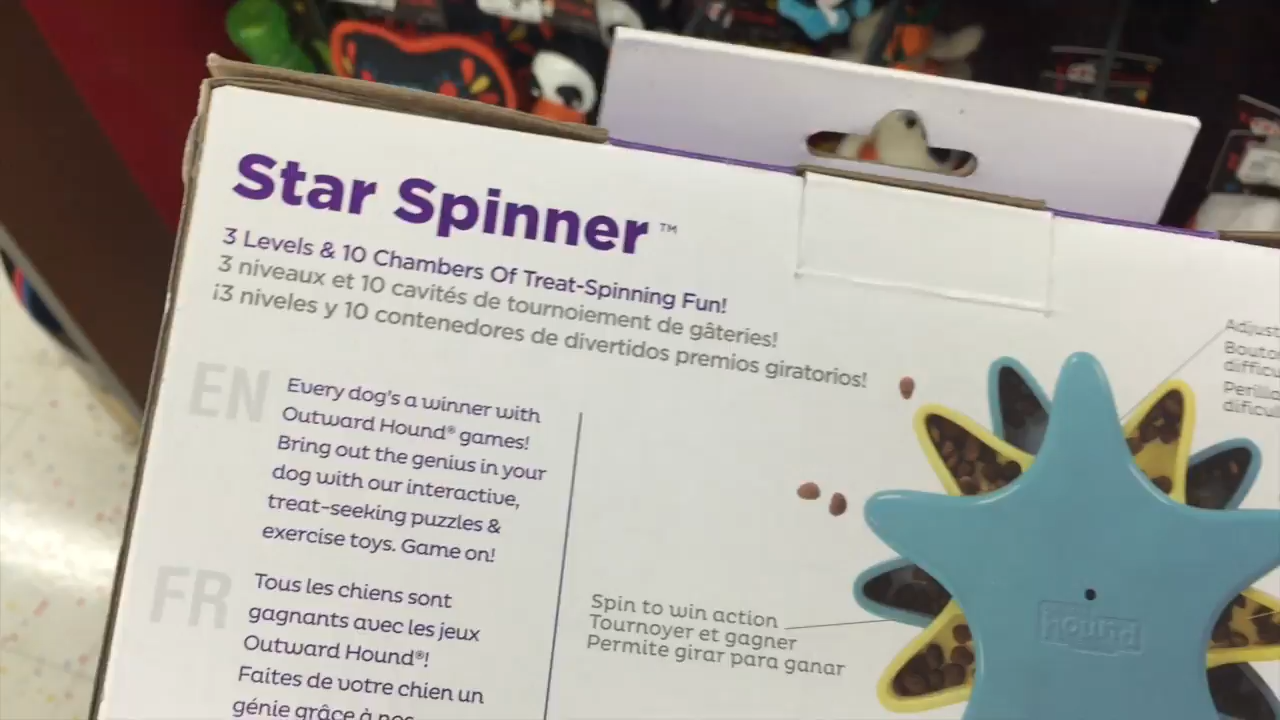 Star Spinner™
3 Levels & 10 Chambers Of Treat-Spinning Fun!
3 niveaux et 10 cavités de tournoiement de gâteries!
¡3 niveles y 10 contenedores de divertidos premios giratorios!
EN
Every dog's a winner with
Outward Hound® games!
Bring out the genius in your
dog with our interactive,
treat-seeking puzzles &
exercise toys. Game on!
FR
Tous les chiens sont
gagnants avec les jeux
Outward Hound®!
Faites de votre chien un
génie grâce à nos
Spin to win action
Tournoyer et gagner
Permite girar para ganar
hound